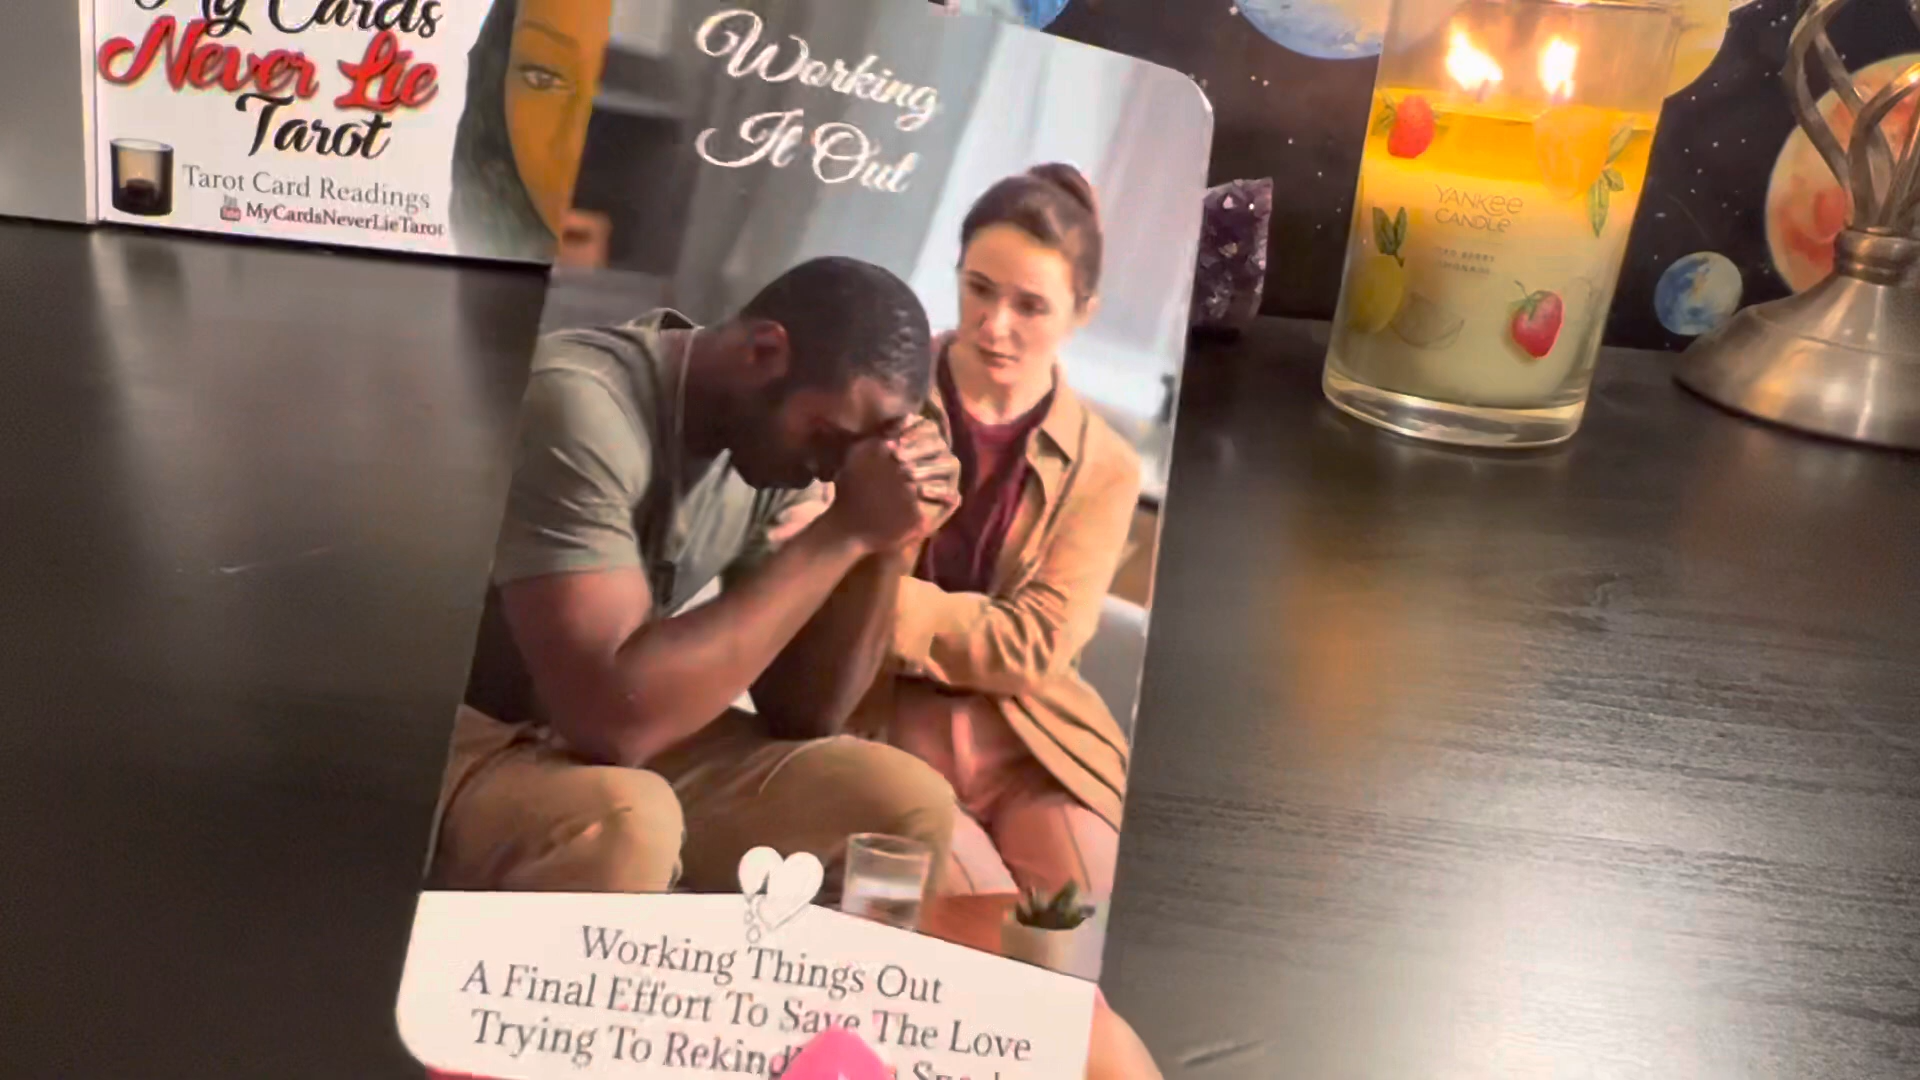 My Cards
Never Lie
Tarot
Tarot Card Readings
MyCardsNeverLieTarot
Working
It Out
YANKEE
CANDLE
Working Things Out
A Final Effort To Save The Love
Trying To